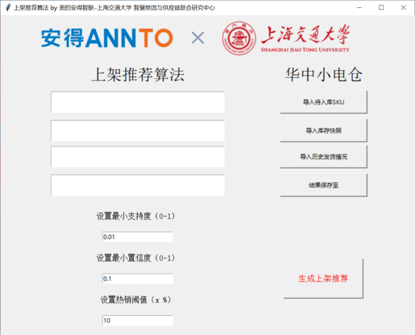 上架推荐算法 by 美的安得智联-上海交通大学 智慧物流与供应链联合研究中心
安得ANNTO
上海交通大学
SHANGHAI JIAO TONG UNIVERSITY
上架推荐算法
华中小电仓
导入待入库SKU
导入库存快照
导入历史发货情况
结果保存至
设置最小支持度（0-1）
0.01
设置最小置信度（0-1）
0.1
设置热销阈值（x %）
10
生成上架推荐